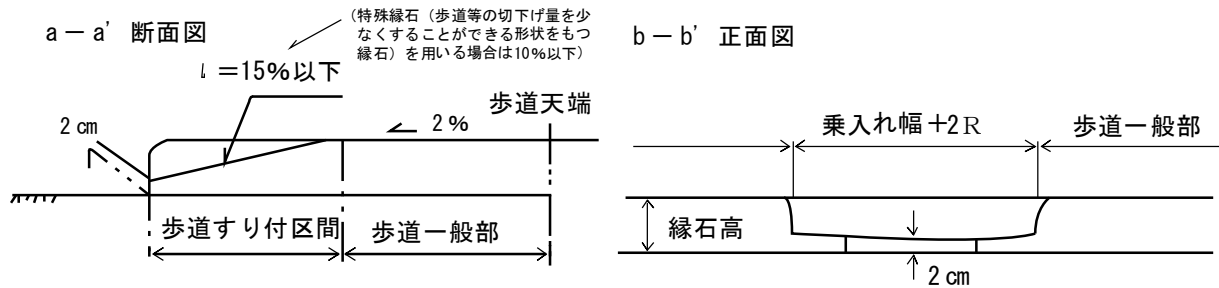 a－a' 断面図
（特殊縁石（歩道等の切下げ量を少
なくすることができる形状をもつ
縁石）を用いる場合は10%以下）
i＝15%以下
歩道天端
2cm
2%
歩道すり付区間
歩道一般部
b－b' 正面図
乗入れ幅＋2R
歩道一般部
縁石高
2cm